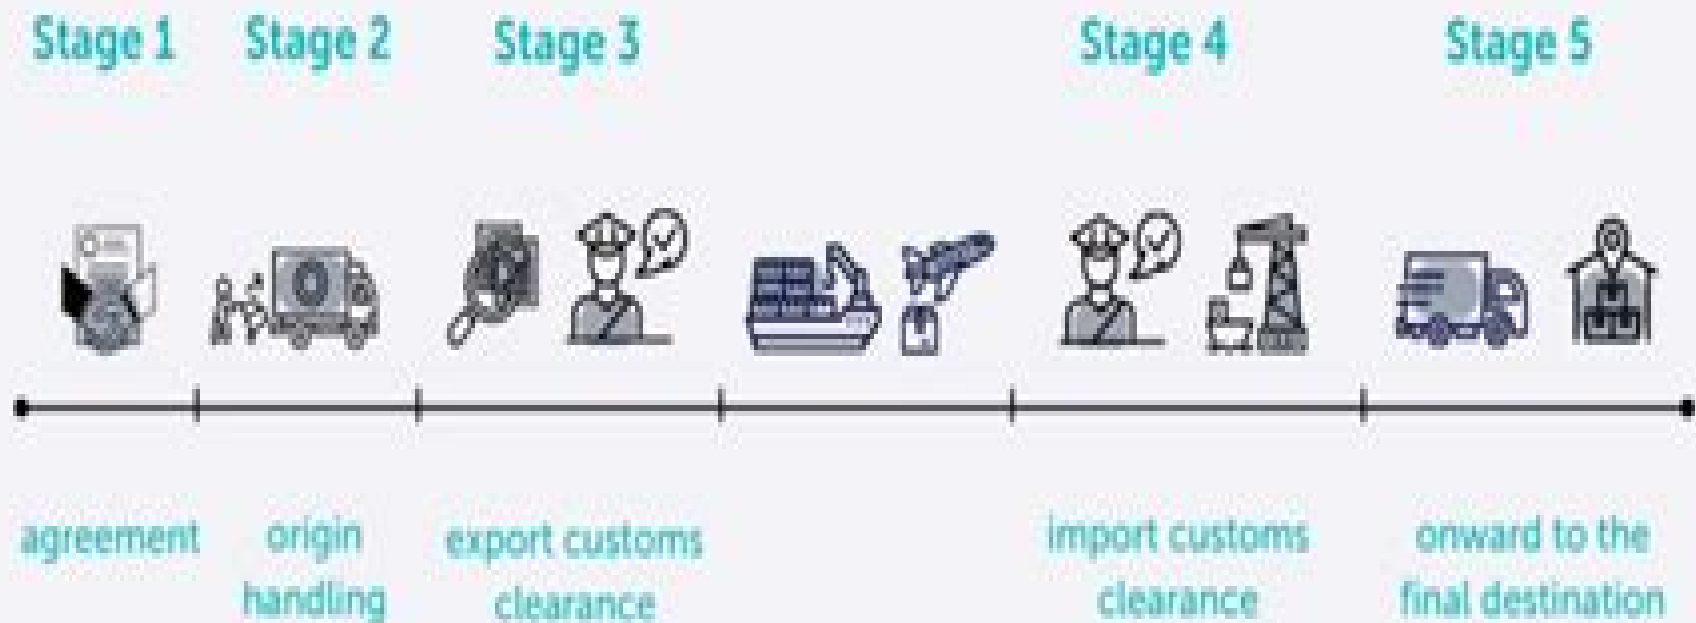 Stage 1
Stage 2
Stage 3
Stage 4
Stage 5
agreement
origin
handling
export customs
clearance
import customs
clearance
onward to the
final destination